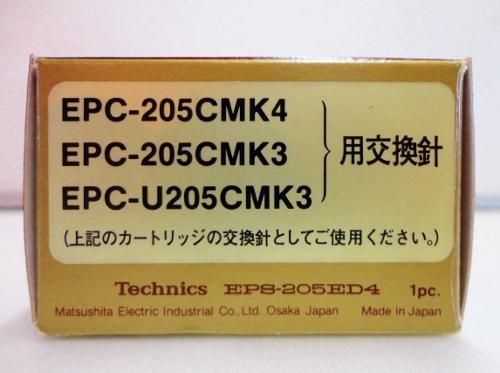 EPC-205CMK4
EPC-205CMK3
EPC-U205CMK3
用交換針
(上記のカートリッジの交換針としてご使用ください。)
Technics EPS-205ED4 1pc.
Matsushita Electric Industrial Co., Ltd. Osaka Japan Made in Japan